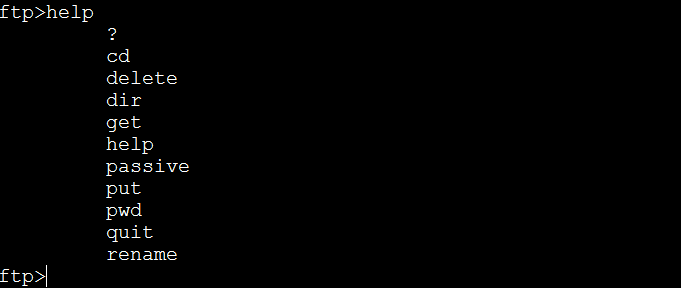 ftp>help
?
cd
delete
dir
get
help
passive
put
pwd
quit
rename
ftp>